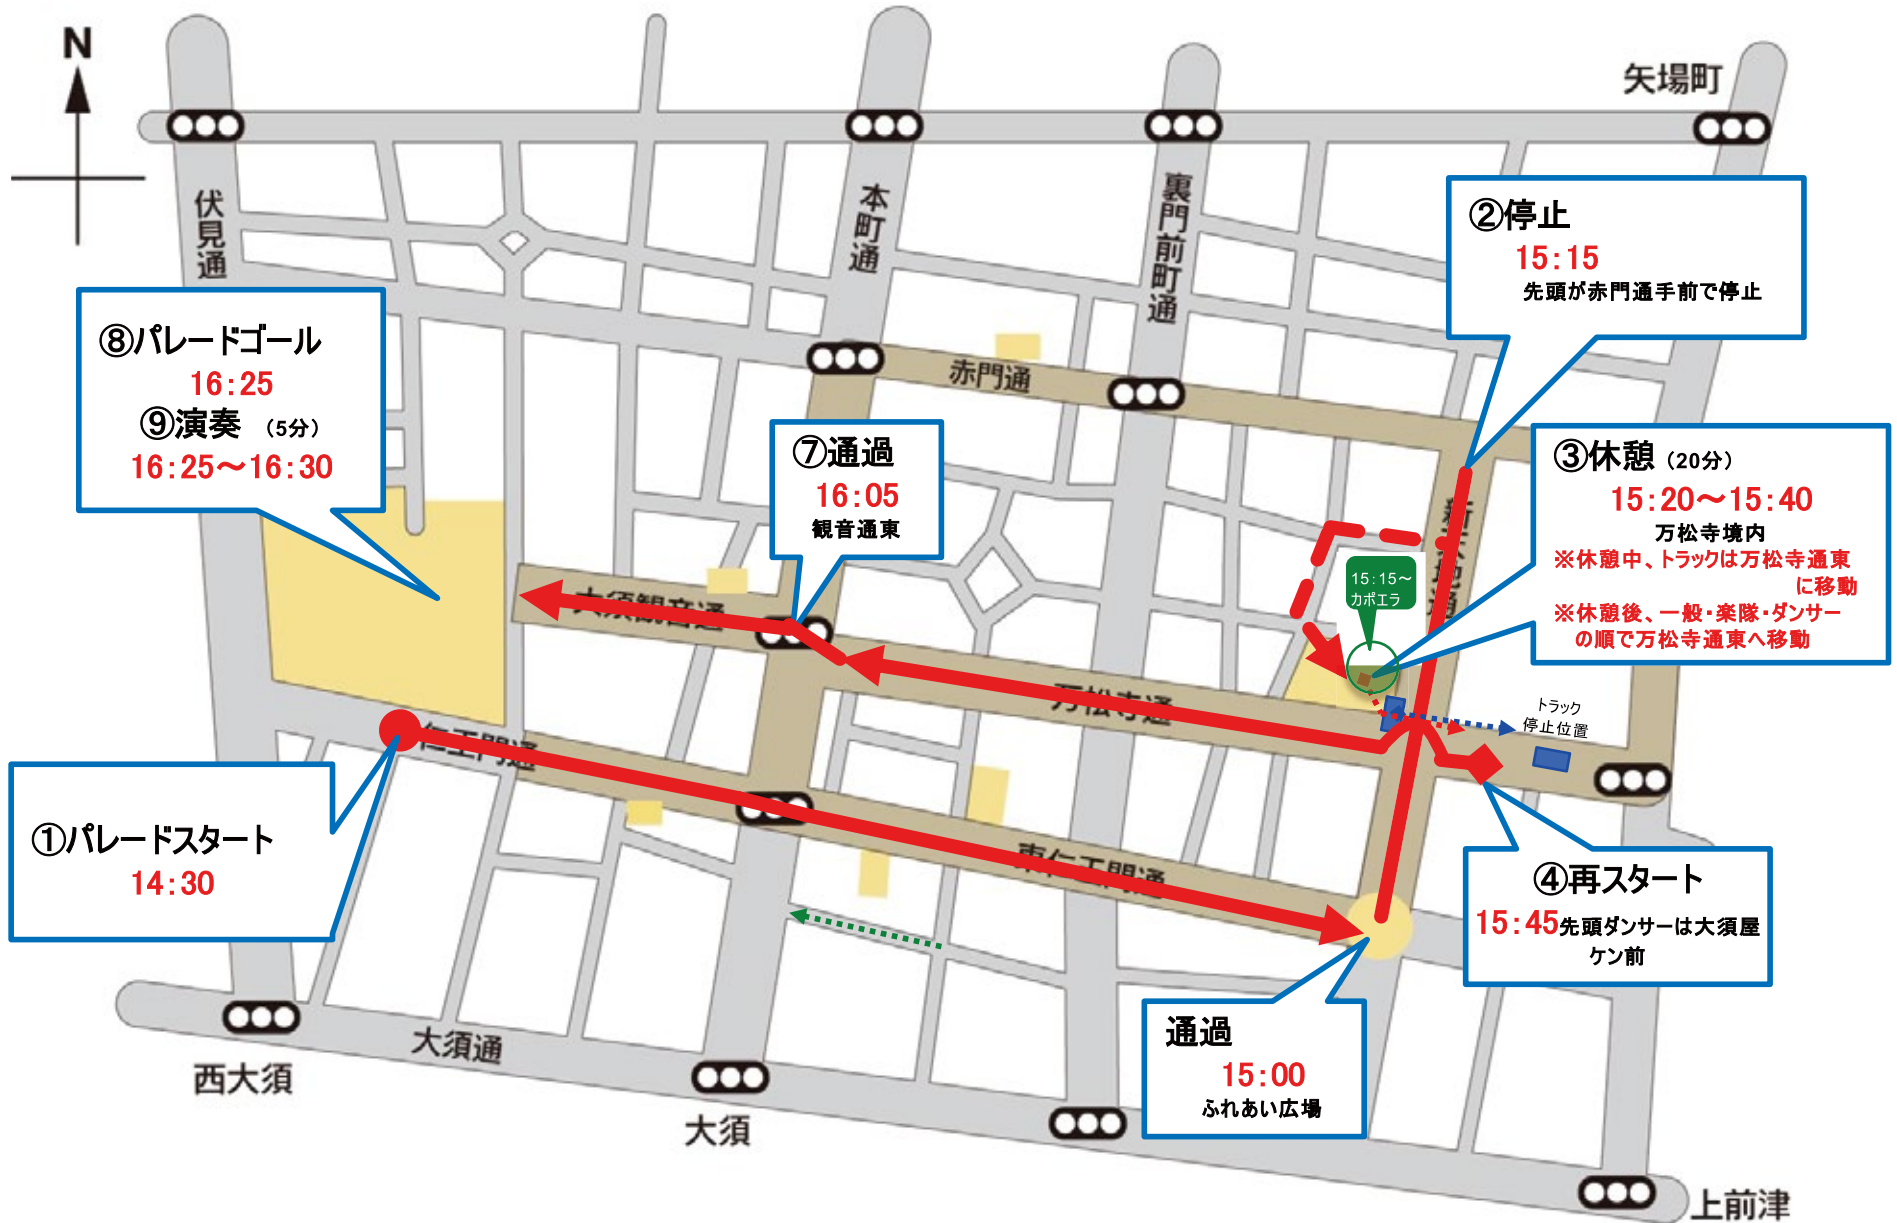 N
矢場町
伏見通
本町通
裏門前町通
②停止
15:15
先頭が赤門通手前で停止
⑧パレードゴール
16:25
⑨演奏 （5分）
16:25～16:30
赤門通
⑦通過
16:05
観音通東
③休憩（20分）
15:20～15:40
万松寺境内
※休憩中、トラックは万松寺通東
に移動
※休憩後、一般・楽隊・ダンサー
の順で万松寺通東へ移動
15:15～
カポエラ
大須観音通
万松寺通
トラック
停止位置
仁王門通
①パレードスタート
14:30
東仁王門通
④再スタート
15:45先頭ダンサーは大須屋
ケン前
通過
15:00
ふれあい広場
大須通
西大須
大須
上前津